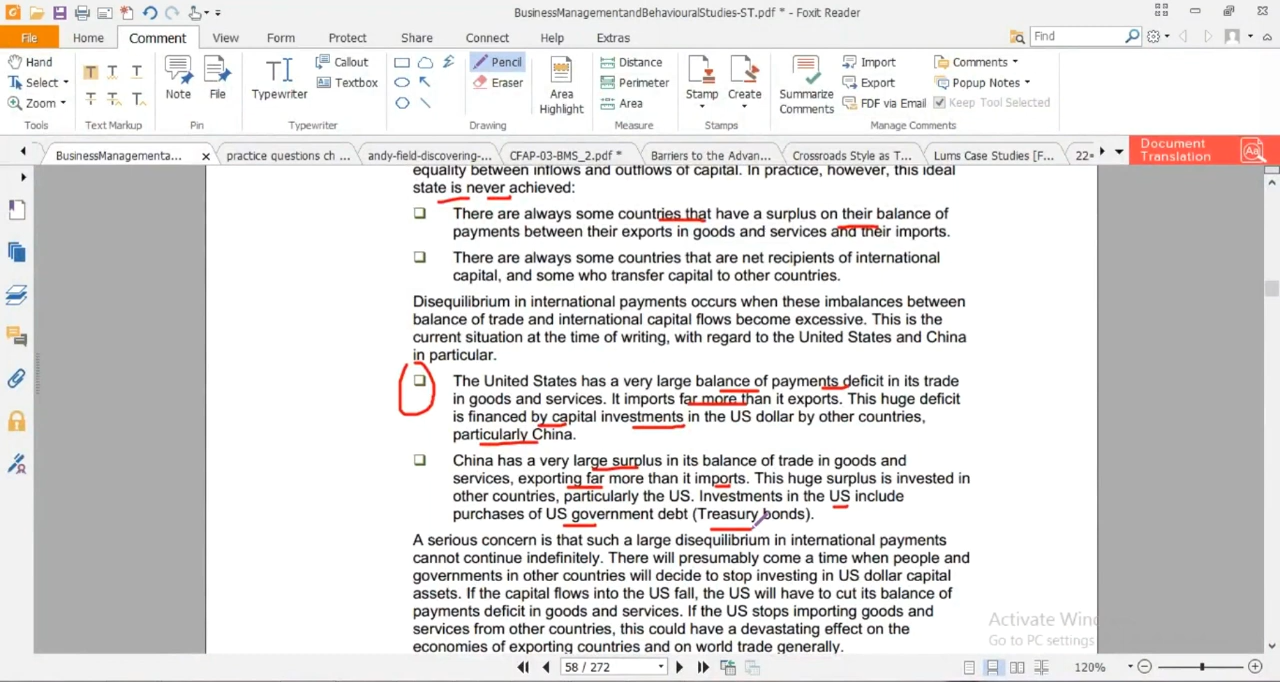 BusinessManagementandBehaviouralStudies-ST.pdf * - Foxit Reader
File Home Comment View Form Protect Share Connect Help Extras Find
Hand Select Zoom Tools
Text Markup
Note File Pin
Typewriter Callout Textbox Typewriter
Pencil Eraser Drawing
Area Highlight
Distance Perimeter Area Measure
Stamp Create Stamps
Summarize Comments Import Export FDF via Email Comments Popup Notes Keep Tool Selected Manage Comments
BusinessManagementa... practice questions ch ... andy-field-discovering-... CFAP-03-BMS_2.pdf * Barriers to the Advan... Crossroads Style as T... Lums Case Studies [F... 22
Document Translation
equality between inflows and outflows of capital. In practice, however, this ideal
state is never achieved:
There are always some countries that have a surplus on their balance of
payments between their exports in goods and services and their imports.
There are always some countries that are net recipients of international
capital, and some who transfer capital to other countries.
Disequilibrium in international payments occurs when these imbalances between
balance of trade and international capital flows become excessive. This is the
current situation at the time of writing, with regard to the United States and China
in particular.
The United States has a very large balance of payments deficit in its trade
in goods and services. It imports far more than it exports. This huge deficit
is financed by capital investments in the US dollar by other countries,
particularly China.
China has a very large surplus in its balance of trade in goods and
services, exporting far more than it imports. This huge surplus is invested in
other countries, particularly the US. Investments in the US include
purchases of US government debt (Treasury bonds).
A serious concern is that such a large disequilibrium in international payments
cannot continue indefinitely. There will presumably come a time when people and
governments in other countries will decide to stop investing in US dollar capital
assets. If the capital flows into the US fall, the US will have to cut its balance of
payments deficit in goods and services. If the US stops importing goods and
services from other countries, this could have a devastating effect on the
economies of exporting countries and on world trade generally.
Activate Win
Go to PC settings
58 / 272
120%